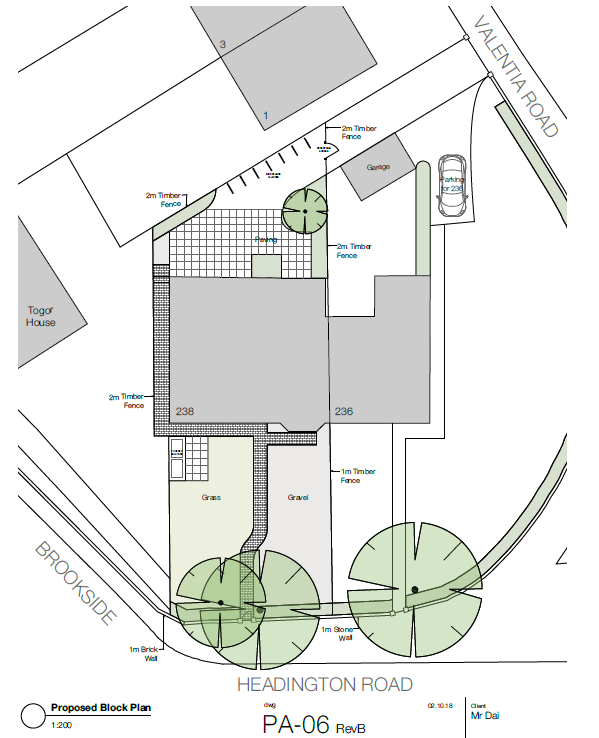 VALENTIA ROAD
3
1
2m Timber
Fence
Garage
Parking
for 236
2m Timber
Fence
Paving
2m Timber
Fence
Togor
House
2m Timber
Fence
238
236
1m Timber
Fence
Grass
Gravel
BROOKSIDE
1m Stone
Wall
1m Brick
Wall
HEADINGTON ROAD
Proposed Block Plan
1:200
dwg
PA-06 RevB
02.10.18
Client
Mr Dai